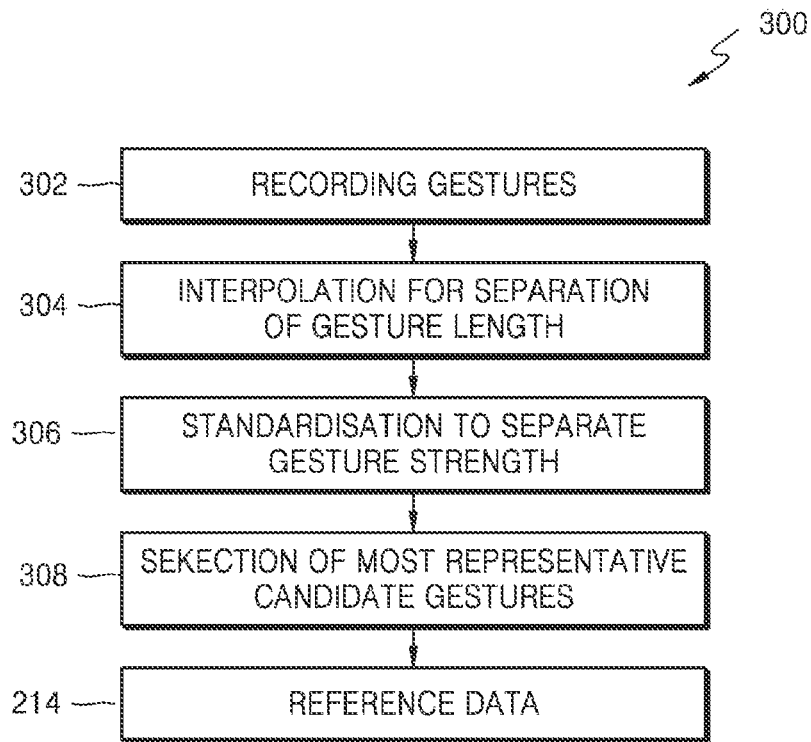 300
302
RECORDING GESTURES
304
INTERPOLATION FOR SEPARATION
OF GESTURE LENGTH
306
STANDARDISATION TO SEPARATE
GESTURE STRENGTH
308
SEKECTION OF MOST REPRESENTATIVE
CANDIDATE GESTURES
214
REFERENCE DATA